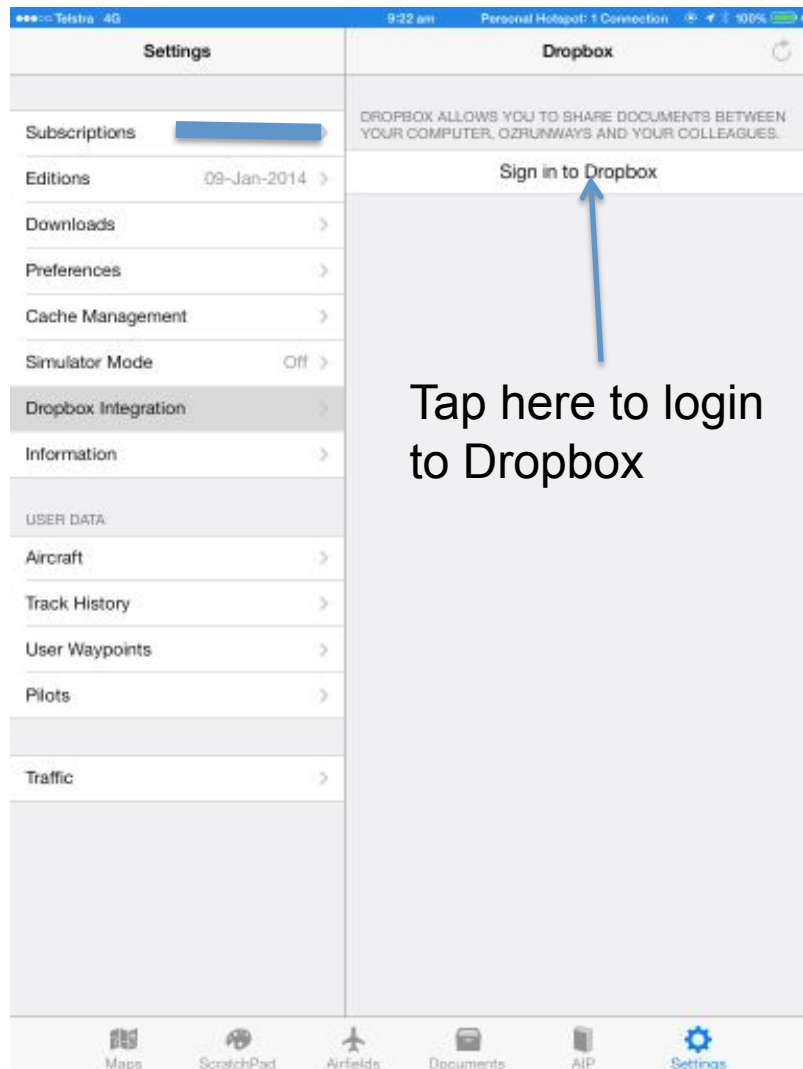 Telstra 4G 9:22 am Personal Hotspot: 1 Connection 100%
Settings
Subscriptions
Editions 09-Jan-2014
Downloads
Preferences
Cache Management
Simulator Mode Off
Dropbox Integration
Information
USER DATA
Aircraft
Track History
User Waypoints
Pilots
Traffic
Dropbox
DROPBOX ALLOWS YOU TO SHARE DOCUMENTS BETWEEN
YOUR COMPUTER, OZRUNWAYS AND YOUR COLLEAGUES.
Sign in to Dropbox
Tap here to login
to Dropbox
Maps ScratchPad Airfields Documents AIP Settings